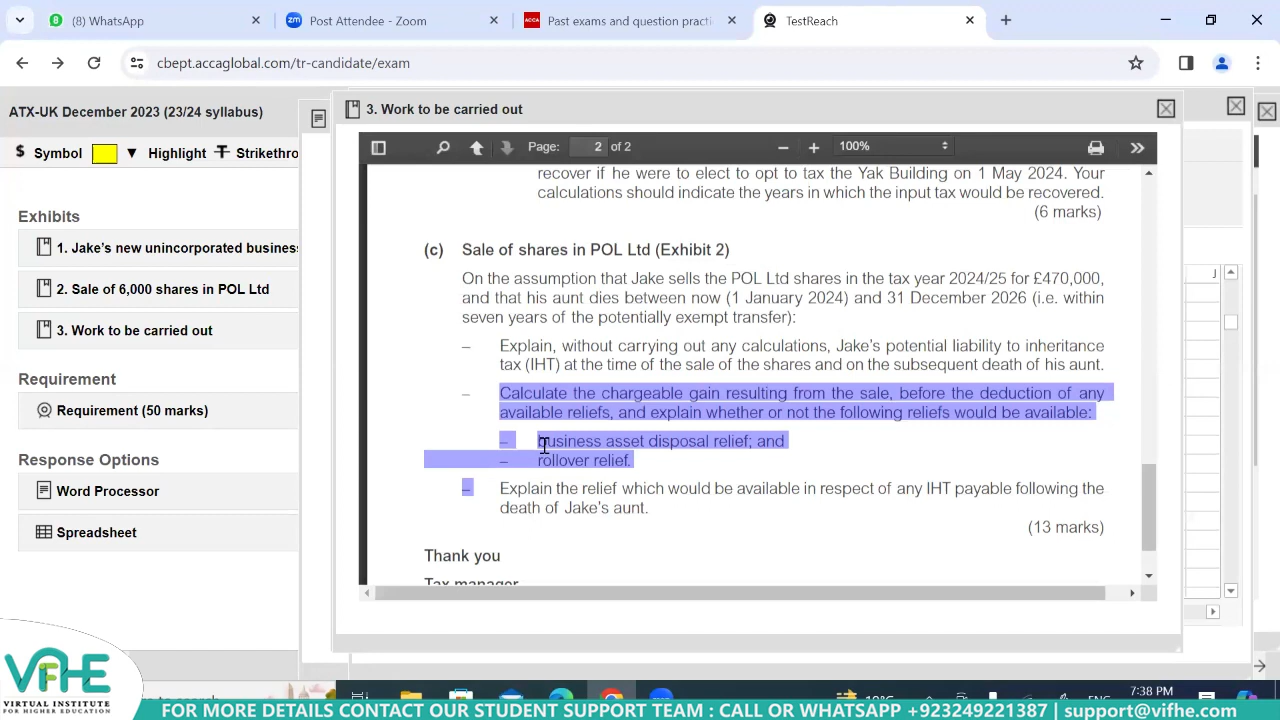 (8) WhatsApp
Post Attendee - Zoom
Past exams and question practi
TestReach
cbept.accaglobal.com/tr-candidate/exam
ATX-UK December 2023 (23/24 syllabus)
$ Symbol Highlight T Strikethro
Exhibits
1. Jake's new unincorporated busines
2. Sale of 6,000 shares in POL Ltd
3. Work to be carried out
Requirement
Requirement (50 marks)
Response Options
Word Processor
Spreadsheet
3. Work to be carried out
Page: 2 of 2
100%
recover if he were to elect to opt to tax the Yak Building on 1 May 2024. Your
calculations should indicate the years in which the input tax would be recovered.
(6 marks)
(c) Sale of shares in POL Ltd (Exhibit 2)
On the assumption that Jake sells the POL Ltd shares in the tax year 2024/25 for £470,000,
and that his aunt dies between now (1 January 2024) and 31 December 2026 (i.e. within
seven years of the potentially exempt transfer):
– Explain, without carrying out any calculations, Jake's potential liability to inheritance
tax (IHT) at the time of the sale of the shares and on the subsequent death of his aunt.
– Calculate the chargeable gain resulting from the sale, before the deduction of any
available reliefs, and explain whether or not the following reliefs would be available:
– business asset disposal relief; and
– rollover relief.
– Explain the relief which would be available in respect of any IHT payable following the
death of Jake's aunt.
(13 marks)
Thank you
Tax manager
J
ENG
7:38 PM
VFHE
VIRTUAL INSTITUTE
FOR HIGHER EDUCATION
FOR MORE DETAILS CONTACT OUR STUDENT SUPPORT TEAM : CALL OR WHATSAPP +923249221387 | support@vifhe.com